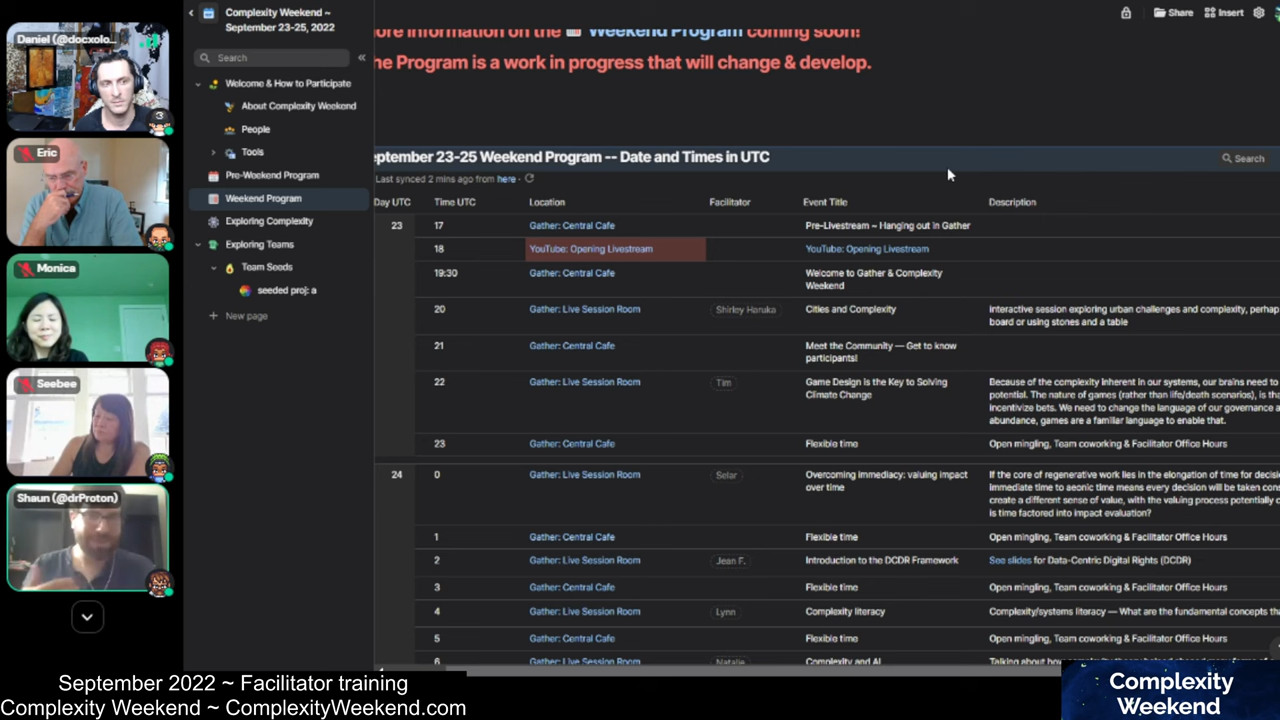 Daniel (@docxolo...
Eric
Monica
Seebee
Shaun (@drProton)
Complexity Weekend ~
September 23-25, 2022
Search
Welcome & How to Participate
About Complexity Weekend
People
Tools
Pre-Weekend Program
Weekend Program
Exploring Complexity
Exploring Teams
Team Seeds
seeded proj: a
New page
Share
Insert
ore information on the Weekend Program coming soon!
he Program is a work in progress that will change & develop.
eptember 23-25 Weekend Program -- Date and Times in UTC
Search
Last synced 2 mins ago from here
Day UTC Time UTC Location Facilitator Event Title Description
23 17 Gather: Central Cafe Pre-Livestream ~ Hanging out in Gather
18 YouTube: Opening Livestream YouTube: Opening Livestream
19:30 Gather: Central Cafe Welcome to Gather & Complexity
Weekend
20 Gather: Live Session Room Shirley Haruka Cities and Complexity Interactive session exploring urban challenges and complexity, perhap
board or using stones and a table
21 Gather: Central Cafe Meet the Community — Get to know
participants!
22 Gather: Live Session Room Tim Game Design is the Key to Solving Because of the complexity inherent in our systems, our brains need to
Climate Change potential. The nature of games (rather than life/death scenarios), is tha
incentivize bets. We need to change the language of our governance a
abundance, games are a familiar language to enable that.
23 Gather: Central Cafe Flexible time Open mingling, Team coworking & Facilitator Office Hours
24 0 Gather: Live Session Room Selar Overcoming immediacy: valuing impact If the core of regenerative work lies in the elongation of time for decisi
over time immediate time to aeonic time means every decision will be taken cons
create a different sense of value, with the valuing process potentially c
is time factored into impact evaluation?
1 Gather: Central Cafe Flexible time Open mingling, Team coworking & Facilitator Office Hours
2 Gather: Live Session Room Jean F. Introduction to the DCDR Framework See slides for Data-Centric Digital Rights (DCDR)
3 Gather: Central Cafe Flexible time Open mingling, Team coworking & Facilitator Office Hours
4 Gather: Live Session Room Lynn Complexity literacy Complexity/systems literacy — What are the fundamental concepts tha
5 Gather: Central Cafe Flexible time Open mingling, Team coworking & Facilitator Office Hours
6 Gather: Live Session Room Natalie Complexity and AI Talking about how
September 2022 ~ Facilitator training
Complexity Weekend ~ ComplexityWeekend.com
Complexity
Weekend